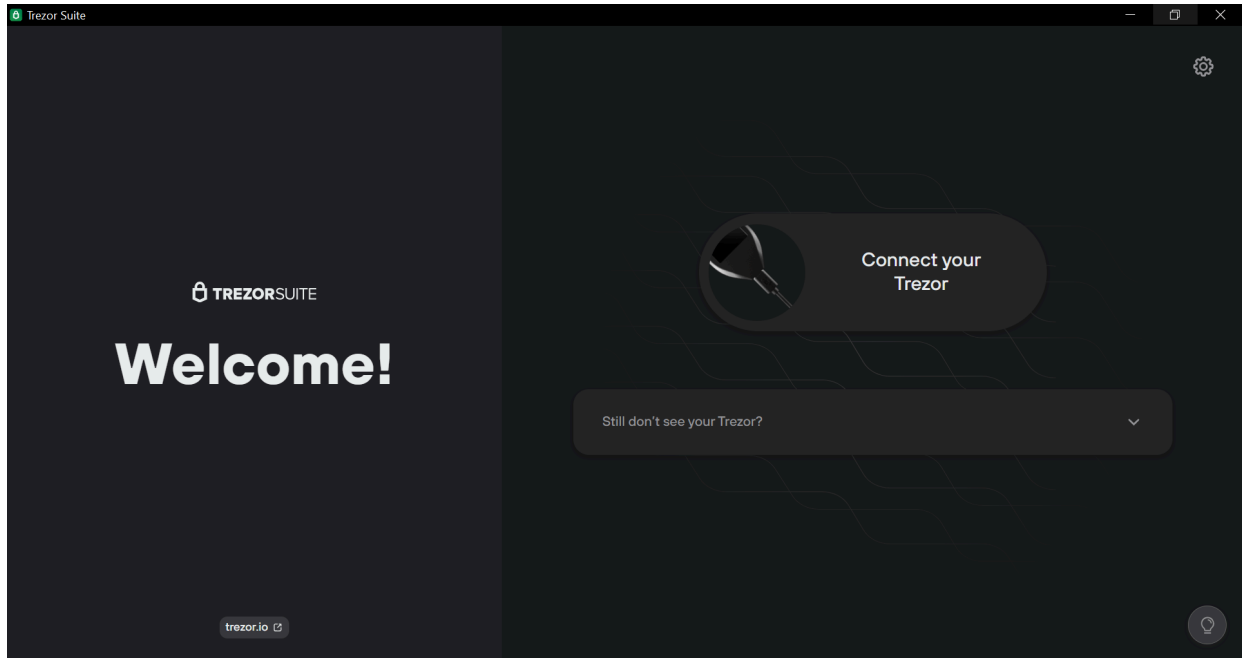 Trezor Suite
TREZORSUITE
Welcome!
trezor.io
Connect your
Trezor
Still don't see your Trezor?